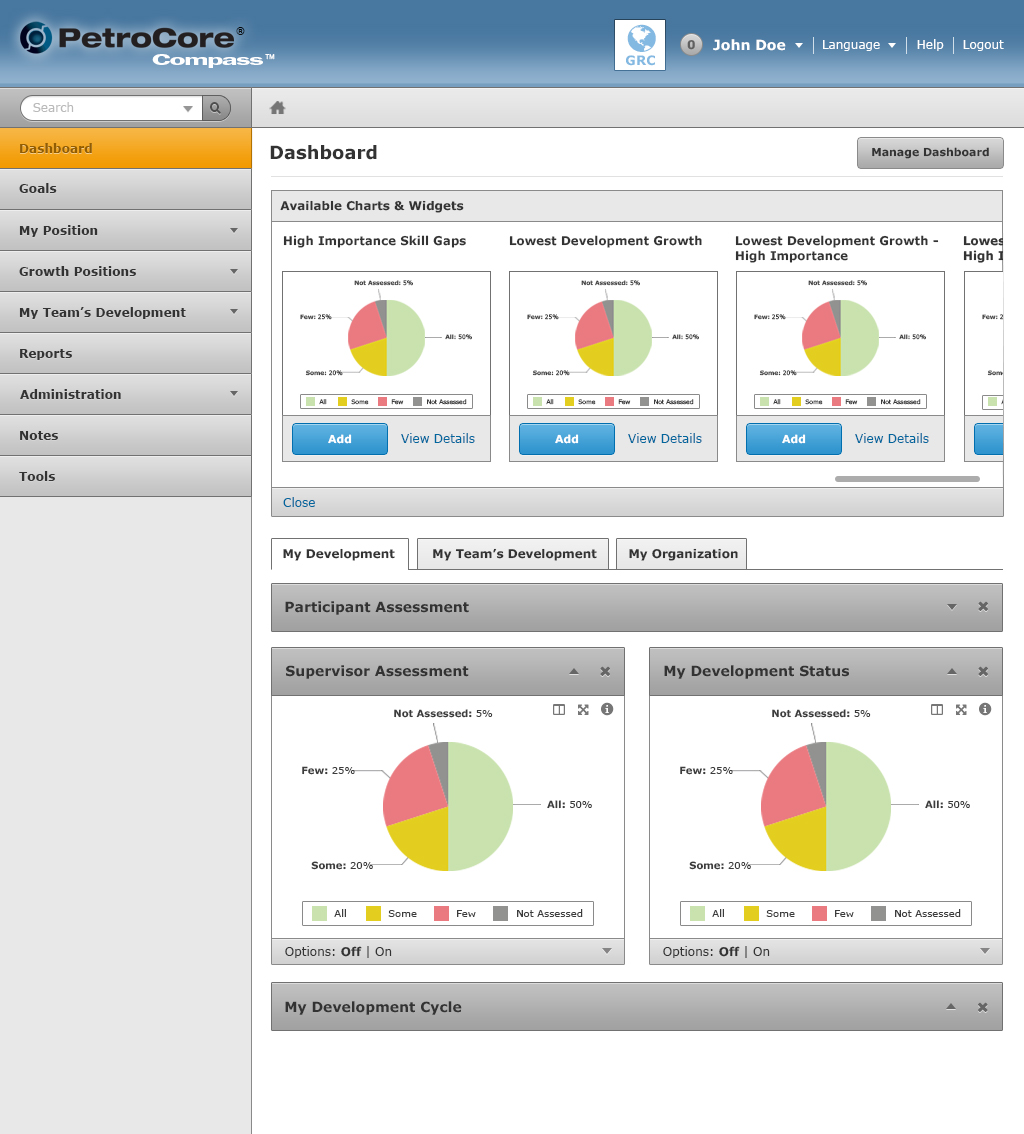 PetroCore®
Compass™
GRC
0 John Doe Language Help Logout
Search
Dashboard
Goals
My Position
Growth Positions
My Team’s Development
Reports
Administration
Notes
Tools
Dashboard
Manage Dashboard
Available Charts & Widgets
High Importance Skill Gaps
Not Assessed: 5%
Few: 25%
All: 50%
Some: 20%
All Some Few Not Assessed
Add View Details
Lowest Development Growth
Not Assessed: 5%
Few: 25%
All: 50%
Some: 20%
All Some Few Not Assessed
Add View Details
Lowest Development Growth -
High Importance
Not Assessed: 5%
Few: 25%
All: 50%
Some: 20%
All Some Few Not Assessed
Add View Details
Close
My Development My Team’s Development My Organization
Participant Assessment
Supervisor Assessment
Not Assessed: 5%
Few: 25%
All: 50%
Some: 20%
All Some Few Not Assessed
Options: Off | On
My Development Status
Not Assessed: 5%
Few: 25%
All: 50%
Some: 20%
All Some Few Not Assessed
Options: Off | On
My Development Cycle